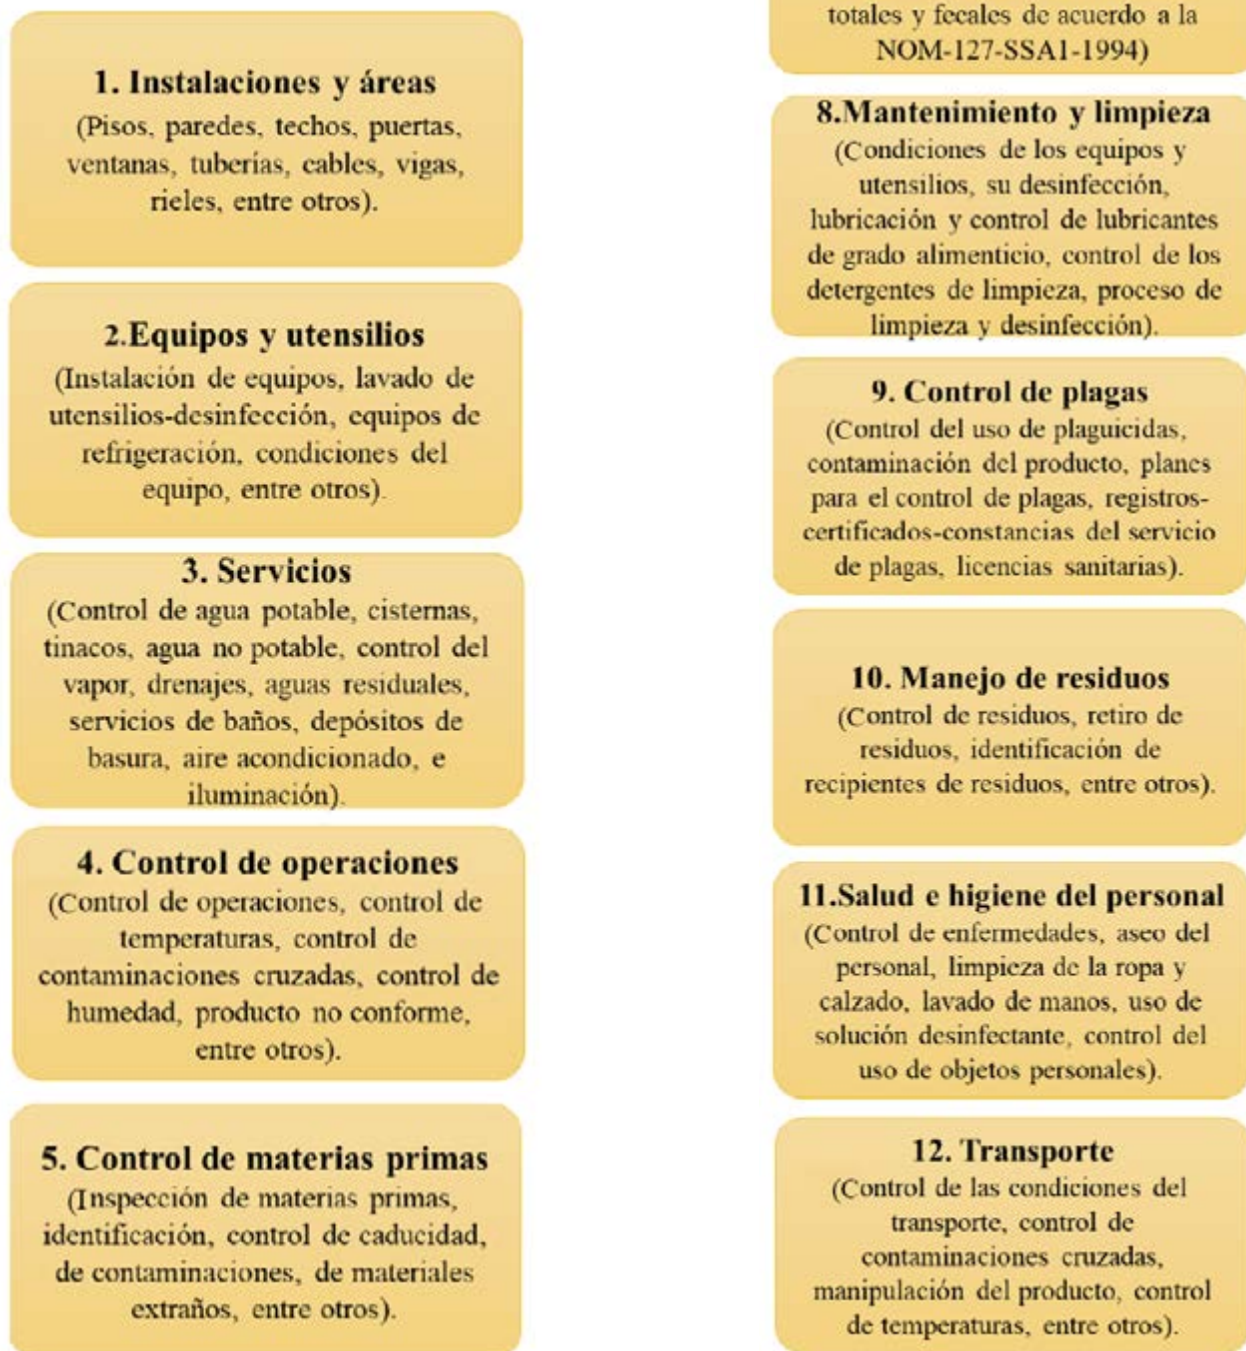 1. Instalaciones y áreas
(Pisos, paredes, techos, puertas,
ventanas, tuberías, cables, vigas,
rieles, entre otros).
2.Equipos y utensilios
(Instalación de equipos, lavado de
utensilios-desinfección, equipos de
refrigeración, condiciones del
equipo, entre otros).
3. Servicios
(Control de agua potable, cisternas,
tinacos, agua no potable, control del
vapor, drenajes, aguas residuales,
servicios de baños, depósitos de
basura, aire acondicionado, e
iluminación).
4. Control de operaciones
(Control de operaciones, control de
temperaturas, control de
contaminaciones cruzadas, control de
humedad, producto no conforme,
entre otros).
5. Control de materias primas
(Inspección de materias primas,
identificación, control de caducidad,
de contaminaciones, de materiales
extraños, entre otros).
totales y fecales de acuerdo a la
NOM-127-SSA1-1994)
8.Mantenimiento y limpieza
(Condiciones de los equipos y
utensilios, su desinfección,
lubricación y control de lubricantes
de grado alimenticio, control de los
detergentes de limpieza, proceso de
limpieza y desinfección).
9. Control de plagas
(Control del uso de plaguicidas,
contaminación del producto, planes
para el control de plagas, registros-
certificados-constancias del servicio
de plagas, licencias sanitarias).
10. Manejo de residuos
(Control de residuos, retiro de
residuos, identificación de
recipientes de residuos, entre otros).
11.Salud e higiene del personal
(Control de enfermedades, aseo del
personal, limpieza de la ropa y
calzado, lavado de manos, uso de
solución desinfectante, control del
uso de objetos personales).
12. Transporte
(Control de las condiciones del
transporte, control de
contaminaciones cruzadas,
manipulación del producto, control
de temperaturas, entre otros).